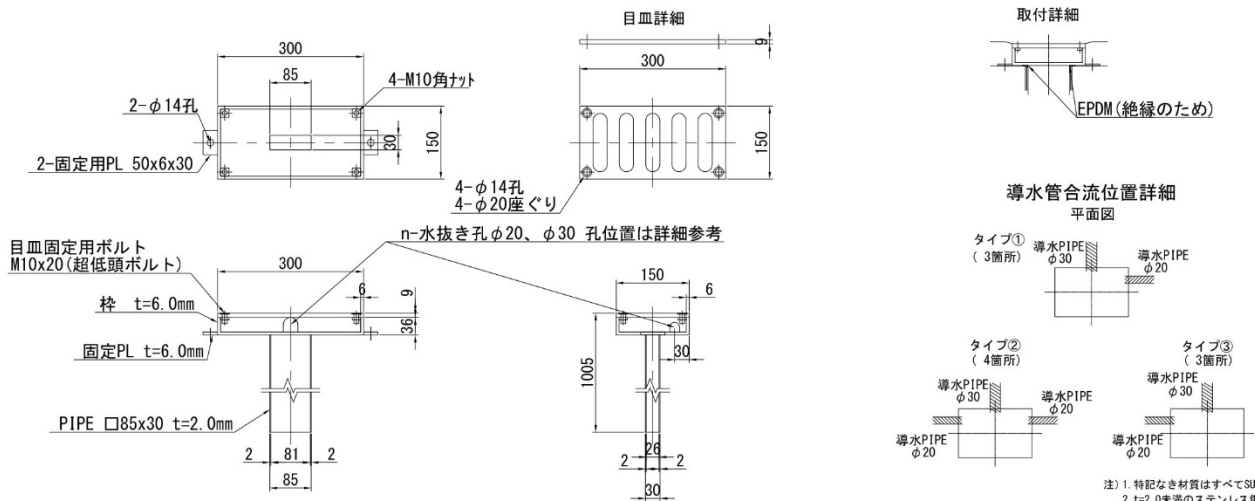 目皿詳細
9
300
85
4-M10角ナット
2-φ14孔
30
150
2-固定用PL 50x6x30
300
150
4-φ14孔
4-φ20座ぐり
取付詳細
EPDM(絶縁のため)
n-水抜き孔φ20、φ30 孔位置は詳細参考
目皿固定用ボルト
M10x20(超低頭ボルト)
300
6
9
36
枠 t=6.0mm
固定PL t=6.0mm
PIPE □85x30 t=2.0mm
2
81
2
85
150
6
30
1005
26
2
2
30
導水管合流位置詳細
平面図
タイプ①
( 3箇所)
導水PIPE
φ30
導水PIPE
φ20
タイプ②
( 4箇所)
導水PIPE
φ30
導水PIPE
φ20
導水PIPE
φ20
タイプ③
( 3箇所)
導水PIPE
φ30
導水PIPE
φ20
注) 1. 特記なき材質はすべてSU
2. t=2.0未満のステンレス